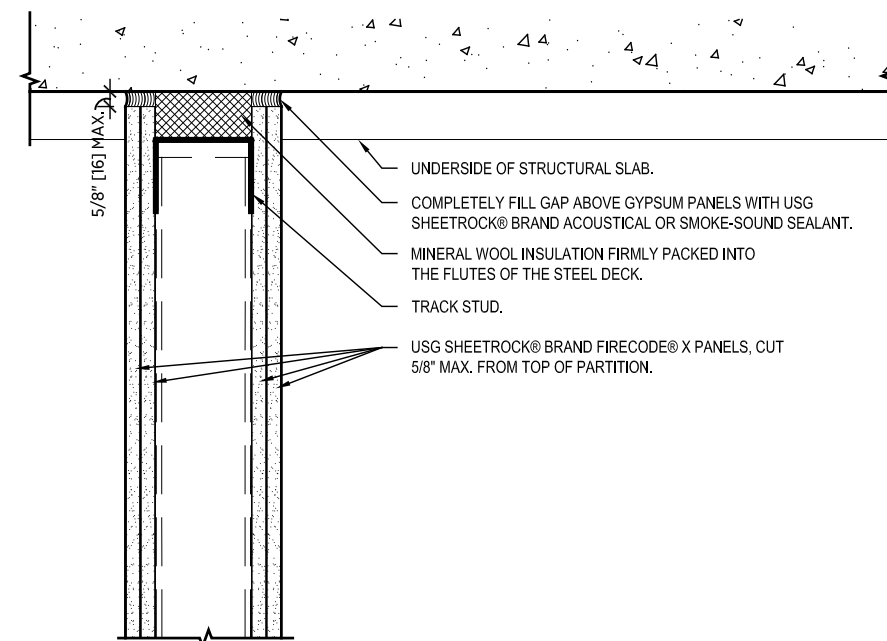 5/8" [16] MAX.
UNDERSIDE OF STRUCTURAL SLAB.
COMPLETELY FILL GAP ABOVE GYPSUM PANELS WITH USG
SHEETROCK® BRAND ACOUSTICAL OR SMOKE-SOUND SEALANT.
MINERAL WOOL INSULATION FIRMLY PACKED INTO
THE FLUTES OF THE STEEL DECK.
TRACK STUD.
USG SHEETROCK® BRAND FIRECODE® X PANELS, CUT
5/8" MAX. FROM TOP OF PARTITION.